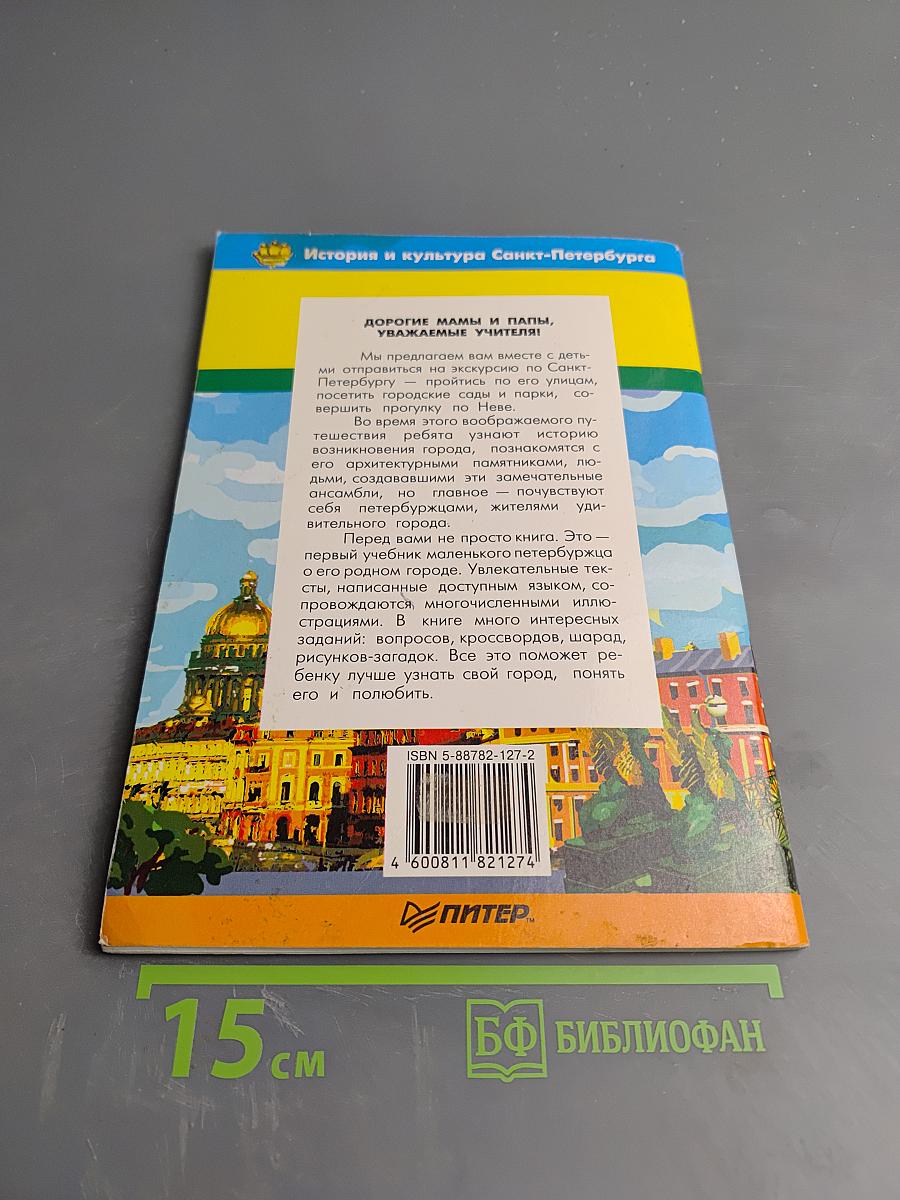 История и культура Санкт-Петербурга
ДОРОГИЕ МАМЫ И ПАПЫ,
УВАЖАЕМЫЕ УЧИТЕЛЯ!
Мы предлагаем вам вместе с деть-
ми отправиться на экскурсию по Санкт-
Петербургу — пройтись по его улицам,
посетить городские сады и парки, со-
вершить прогулку по Неве.
Во время этого воображаемого пу-
тешествия ребята узнают историю
возникновения города, познакомятся с
его архитектурными памятниками, лю-
дьми, создававшими эти замечательные
ансамбли, но главное — почувствуют
себя петербуржцами, жителями уди-
вительного города.
Перед вами не просто книга. Это —
первый учебник маленького петербуржца
о его родном городе. Увлекательные тек-
сты, написанные доступным языком, со-
провождаются многочисленными иллю-
страциями. В книге много интересных
заданий: вопросов, кроссвордов, шарад,
рисунков-загадок. Все это поможет ре-
бенку лучше узнать свой город, понять
его и полюбить.
ISBN 5-88782-127-2
4 600811 821274
ПИТЕР™
15 см
БФ БИБЛИОФАН